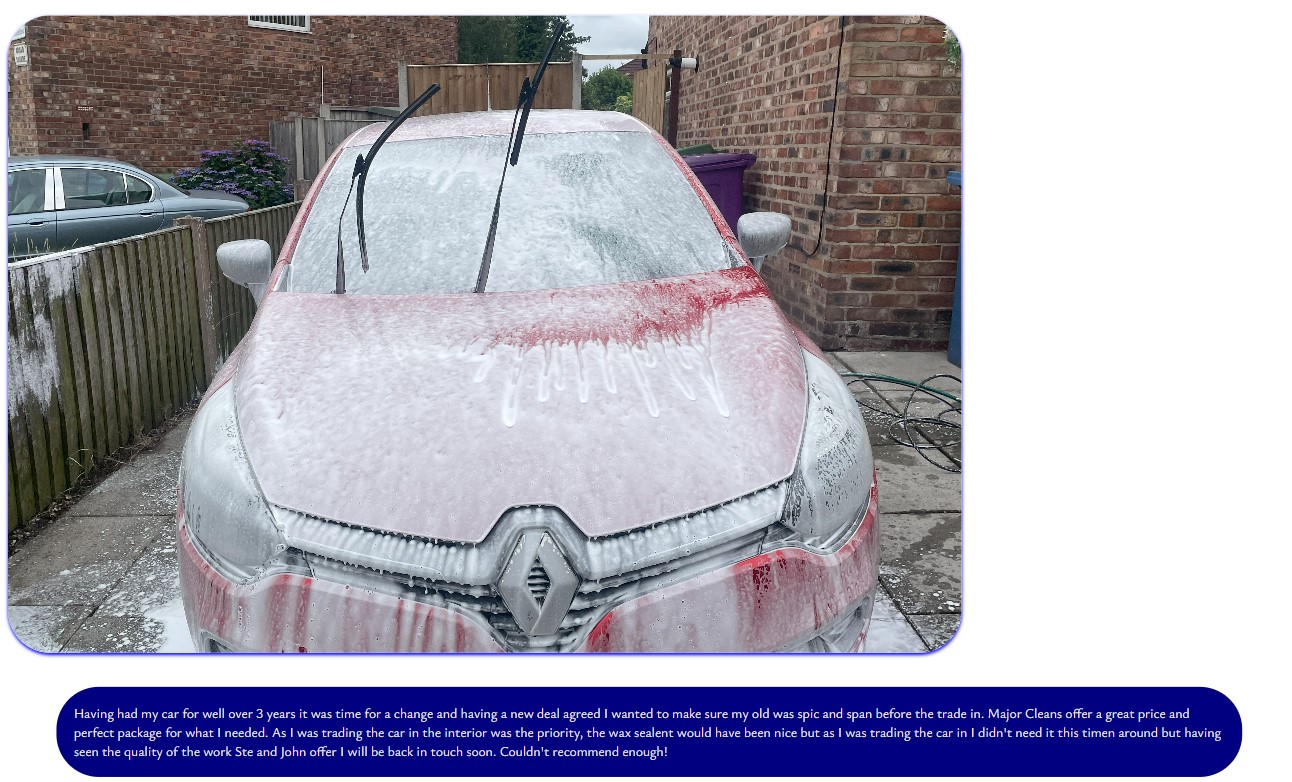 Having had my car for well over 3 years it was time for a change and having a new deal agreed I wanted to make sure my old was spic and span before the trade in. Major Cleans offer a great price and
perfect package for what I needed. As I was trading the car in the interior was the priority, the wax sealent would have been nice but as I was trading the car in I didn't need it this timen around but having
seen the quality of the work Ste and John offer I will be back in touch soon. Couldn't recommend enough!